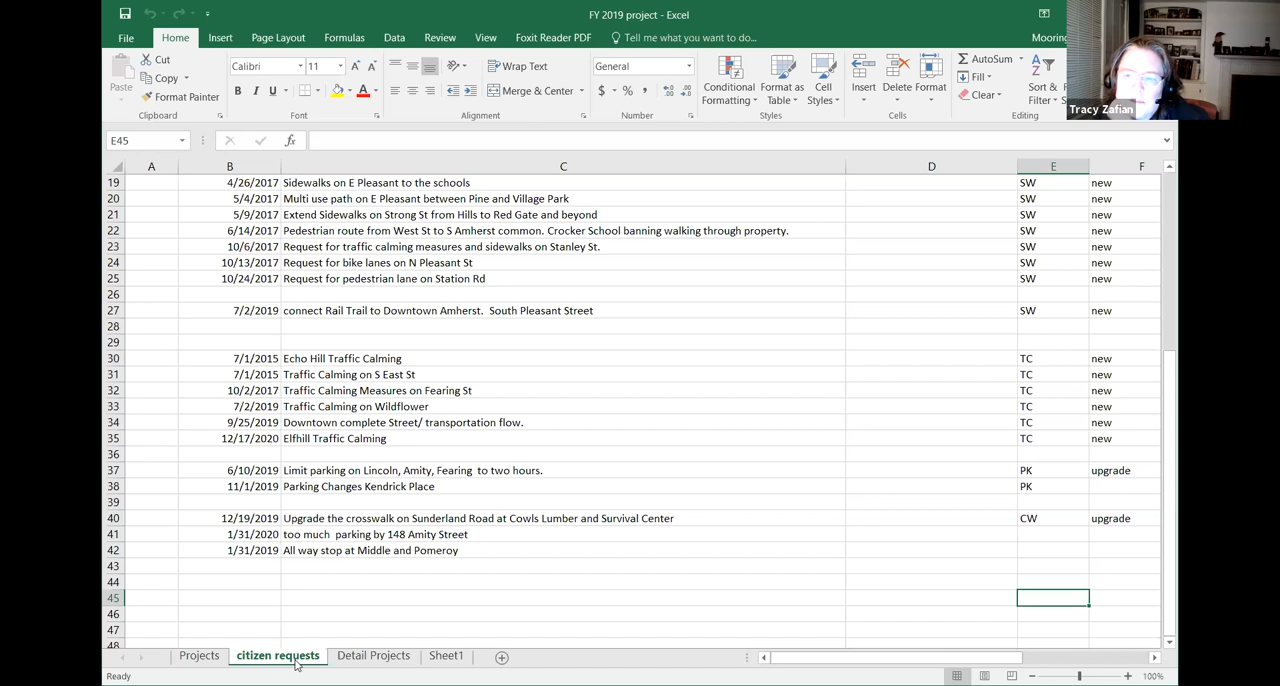 FY 2019 project - Excel
File Home Insert Page Layout Formulas Data Review View Foxit Reader PDF Tell me what you want to do... Mooring
Paste Cut Copy Format Painter Clipboard
Calibri 11 B I U A Font
Wrap Text Merge & Center Alignment
General $ % , Number
Conditional Formatting Format as Table Cell Styles Styles
Insert Delete Format Cells
AutoSum Fill Clear Sort & Filter Editing
Tracy Zafian
E45 fx
A B C D E F
19 4/26/2017 Sidewalks on E Pleasant to the schools SW new
20 5/4/2017 Multi use path on E Pleasant between Pine and Village Park SW new
21 5/9/2017 Extend Sidewalks on Strong St from Hills to Red Gate and beyond SW new
22 6/14/2017 Pedestrian route from West St to S Amherst common. Crocker School banning walking through property. SW new
23 10/6/2017 Request for traffic calming measures and sidewalks on Stanley St. SW new
24 10/13/2017 Request for bike lanes on N Pleasant St SW new
25 10/24/2017 Request for pedestrian lane on Station Rd SW new
26
27 7/2/2019 connect Rail Trail to Downtown Amherst. South Pleasant Street SW new
28
29
30 7/1/2015 Echo Hill Traffic Calming TC new
31 7/1/2015 Traffic Calming on S East St TC new
32 10/2/2017 Traffic Calming Measures on Fearing St TC new
33 7/2/2019 Traffic Calming on Wildflower TC new
34 9/25/2019 Downtown complete Street/ transportation flow. TC new
35 12/17/2020 Elfhill Traffic Calming TC new
36
37 6/10/2019 Limit parking on Lincoln, Amity, Fearing to two hours. PK upgrade
38 11/1/2019 Parking Changes Kendrick Place PK
39
40 12/19/2019 Upgrade the crosswalk on Sunderland Road at Cowls Lumber and Survival Center CW upgrade
41 1/31/2020 too much parking by 148 Amity Street
42 1/31/2019 All way stop at Middle and Pomeroy
43
44
45
46
47
48
Projects citizen requests Detail Projects Sheet1
Ready 100%